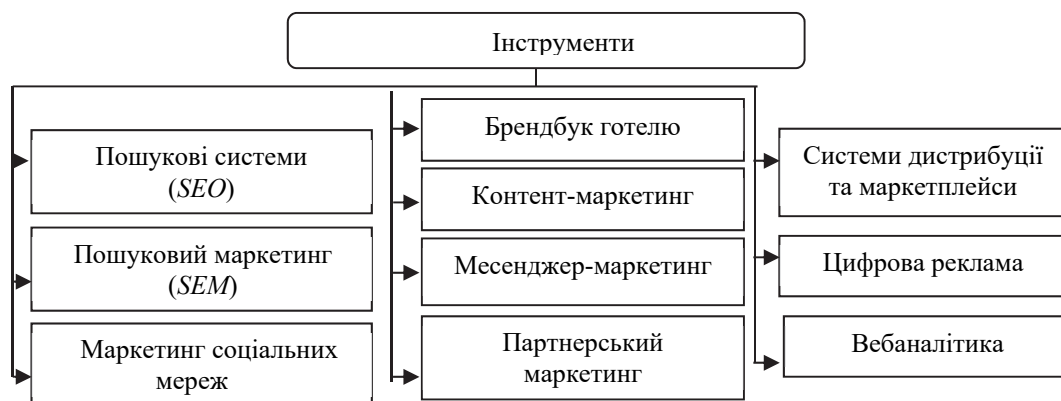 Інструменти
Пошукові системи
(SEO)
Пошуковий маркетинг
(SEM)
Маркетинг соціальних
мереж
Брендбук готелю
Контент-маркетинг
Месенджер-маркетинг
Партнерський
маркетинг
Системи дистрибуції
та маркетплейси
Цифрова реклама
Вебаналітика